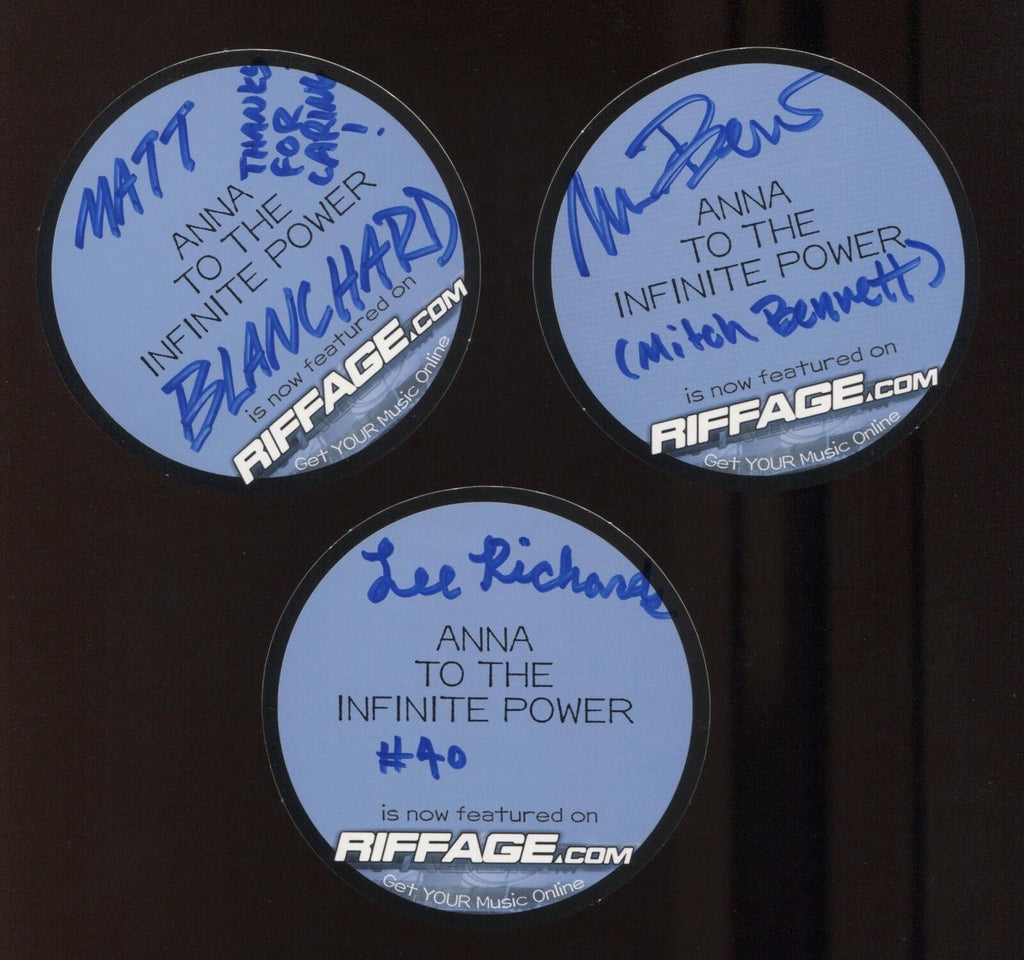 MATT
THANKS
FOR
CARING
!
ANNA
TO THE
INFINITE POWER
BLANCHARD
is now featured on
RIFFAGE.COM
Get YOUR Music Online
ANNA
TO THE
INFINITE POWER
(Mitch Bennett)
is now featured on
RIFFAGE.COM
Get YOUR Music Online
Lee Richards
ANNA
TO THE
INFINITE POWER
#40
is now featured on
RIFFAGE.COM
Get YOUR Music Online